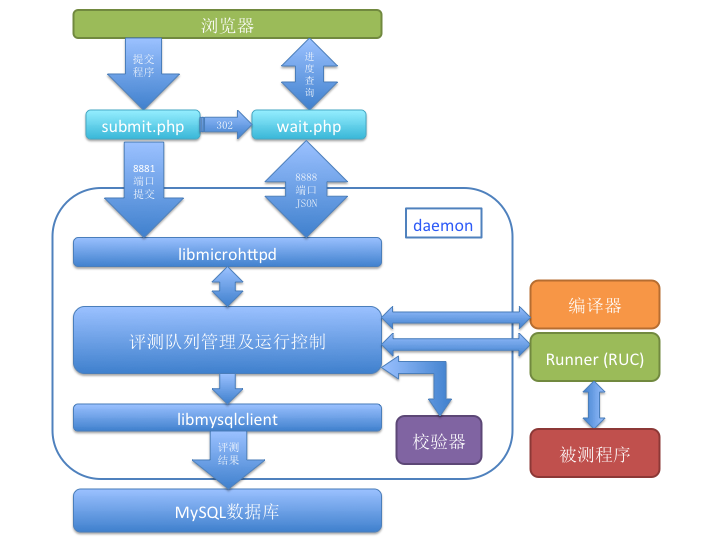 浏览器
提交
程序
进
度
查
询
submit.php
302
wait.php
8881
端口
提交
8888
端口
JSON
daemon
libmicrohttpd
评测队列管理及运行控制
编译器
Runner (RUC)
libmysqlclient
校验器
被测程序
评测
结果
MySQL数据库